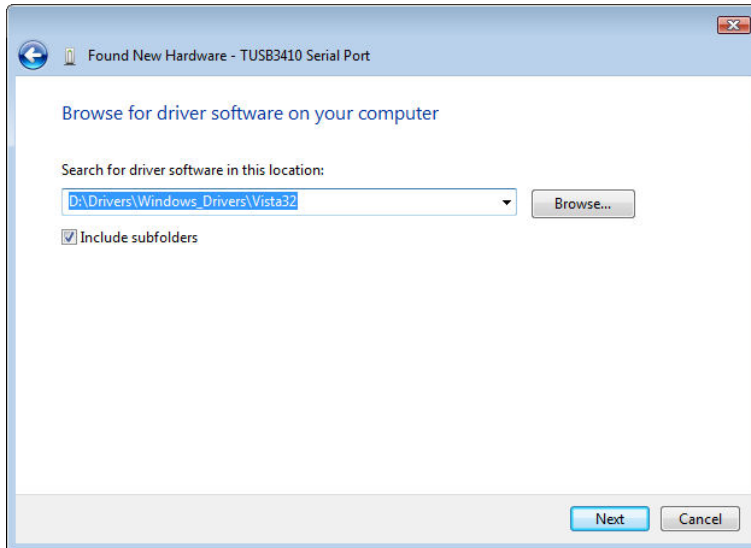 Found New Hardware - TUSB3410 Serial Port
Browse for driver software on your computer
Search for driver software in this location:
D:\Drivers\Windows_Drivers\Vista32
Browse...
Include subfolders
Next
Cancel